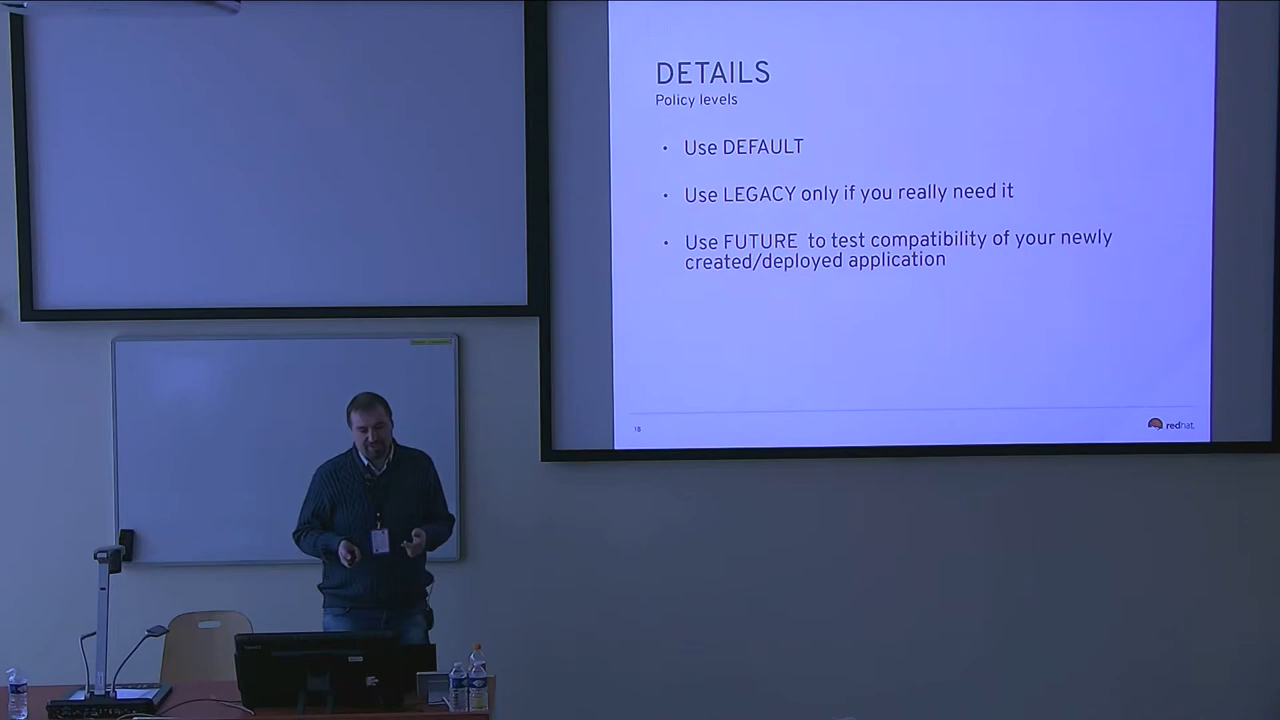 DETAILS
Policy levels
• Use DEFAULT
• Use LEGACY only if you really need it
• Use FUTURE to test compatibility of your newly
created/deployed application
18
redhat.